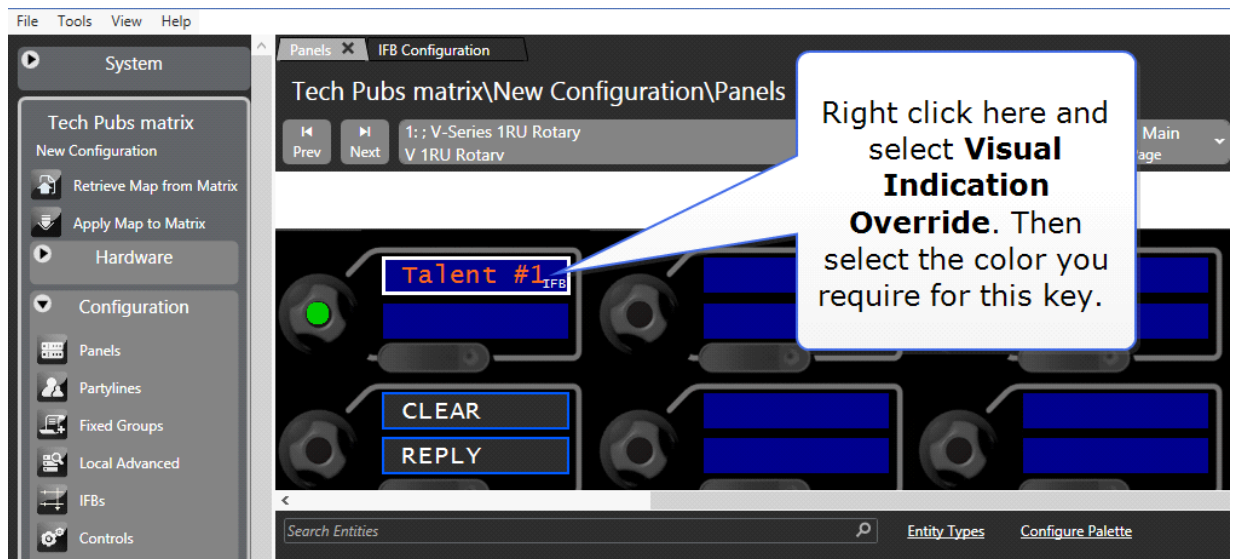 File Tools View Help
System
Tech Pubs matrix
New Configuration
Retrieve Map from Matrix
Apply Map to Matrix
Hardware
Configuration
Panels
Partylines
Fixed Groups
Local Advanced
IFBs
Controls
Panels IFB Configuration
Tech Pubs matrix\New Configuration\Panels
Prev Next
1: ; V-Series 1RU Rotary
V 1RU Rotary
Main
Right click here and
select Visual
Indication
Override. Then
select the color you
require for this key.
Talent #1
IFB
CLEAR
REPLY
Search Entities
Entity Types Configure Palette